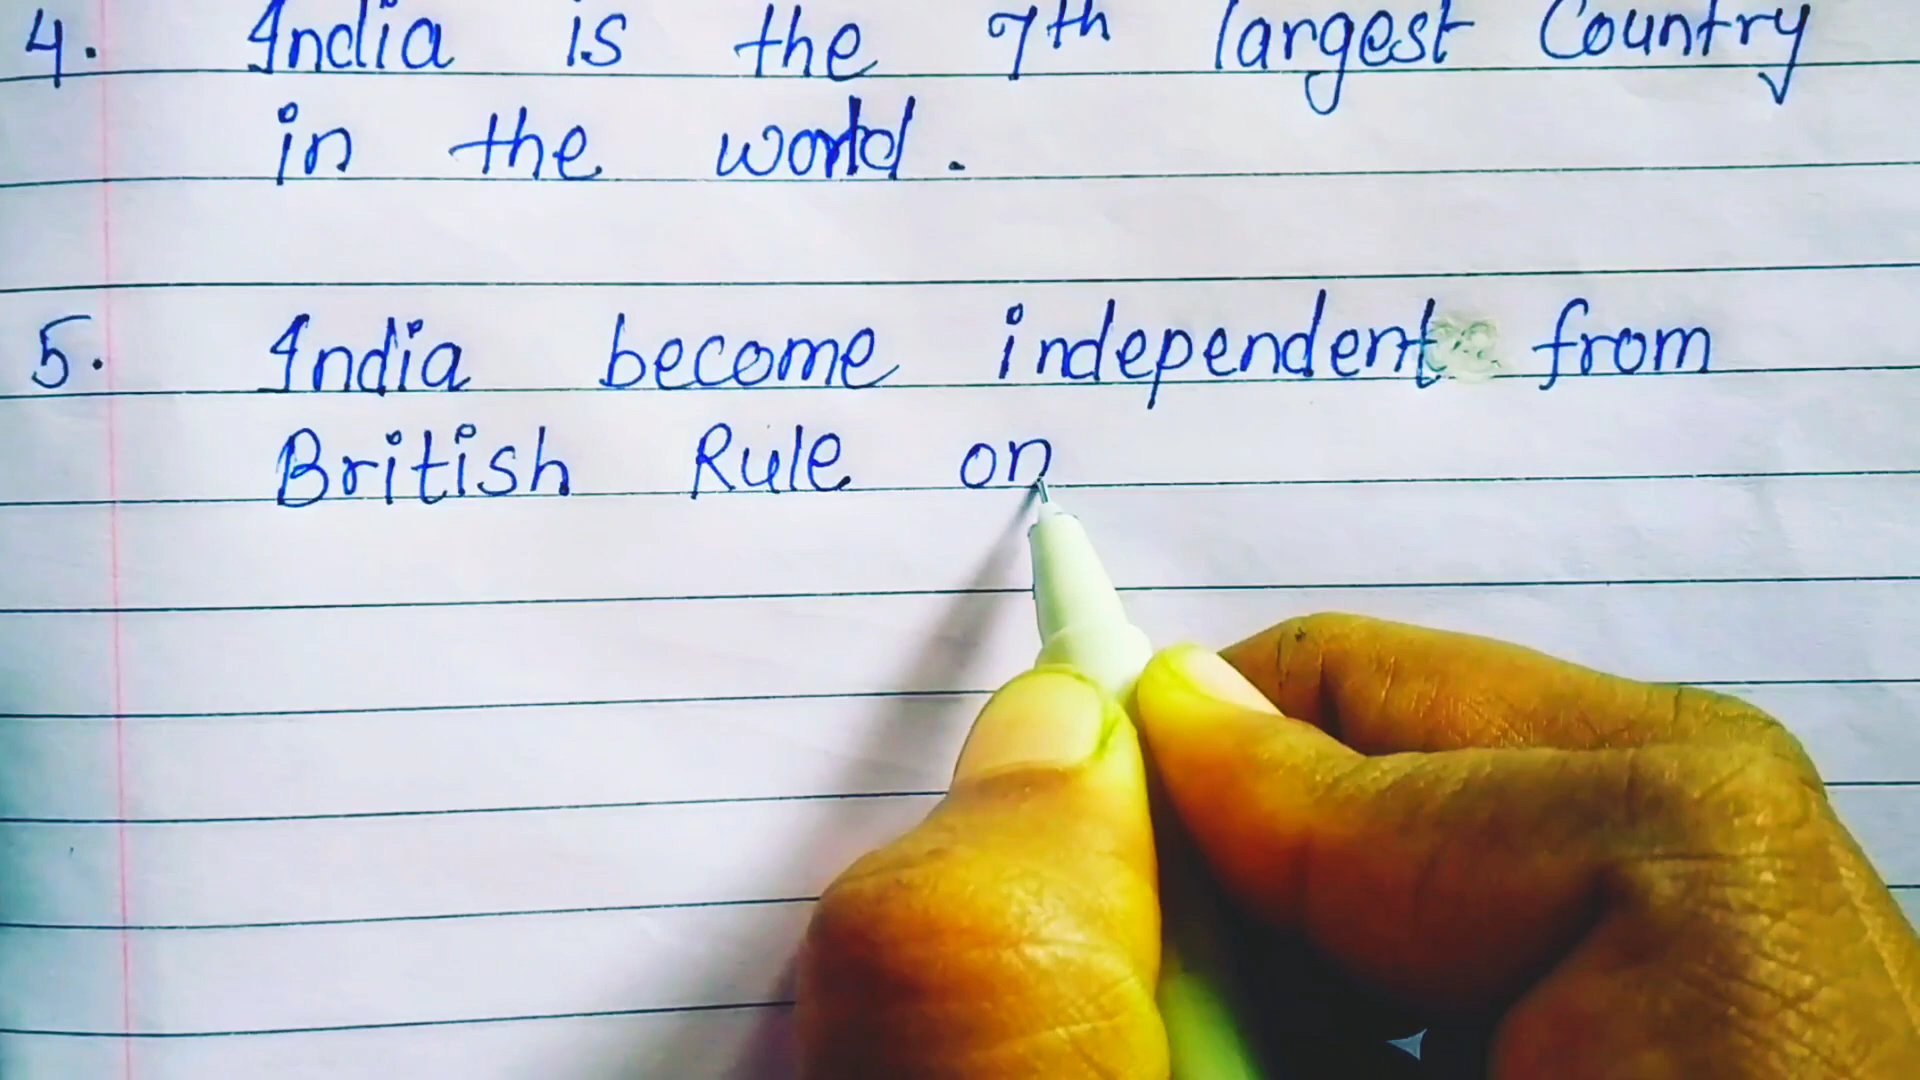 4. India is the 7th largest Country
in the world.
5. India become independent from
British Rule on